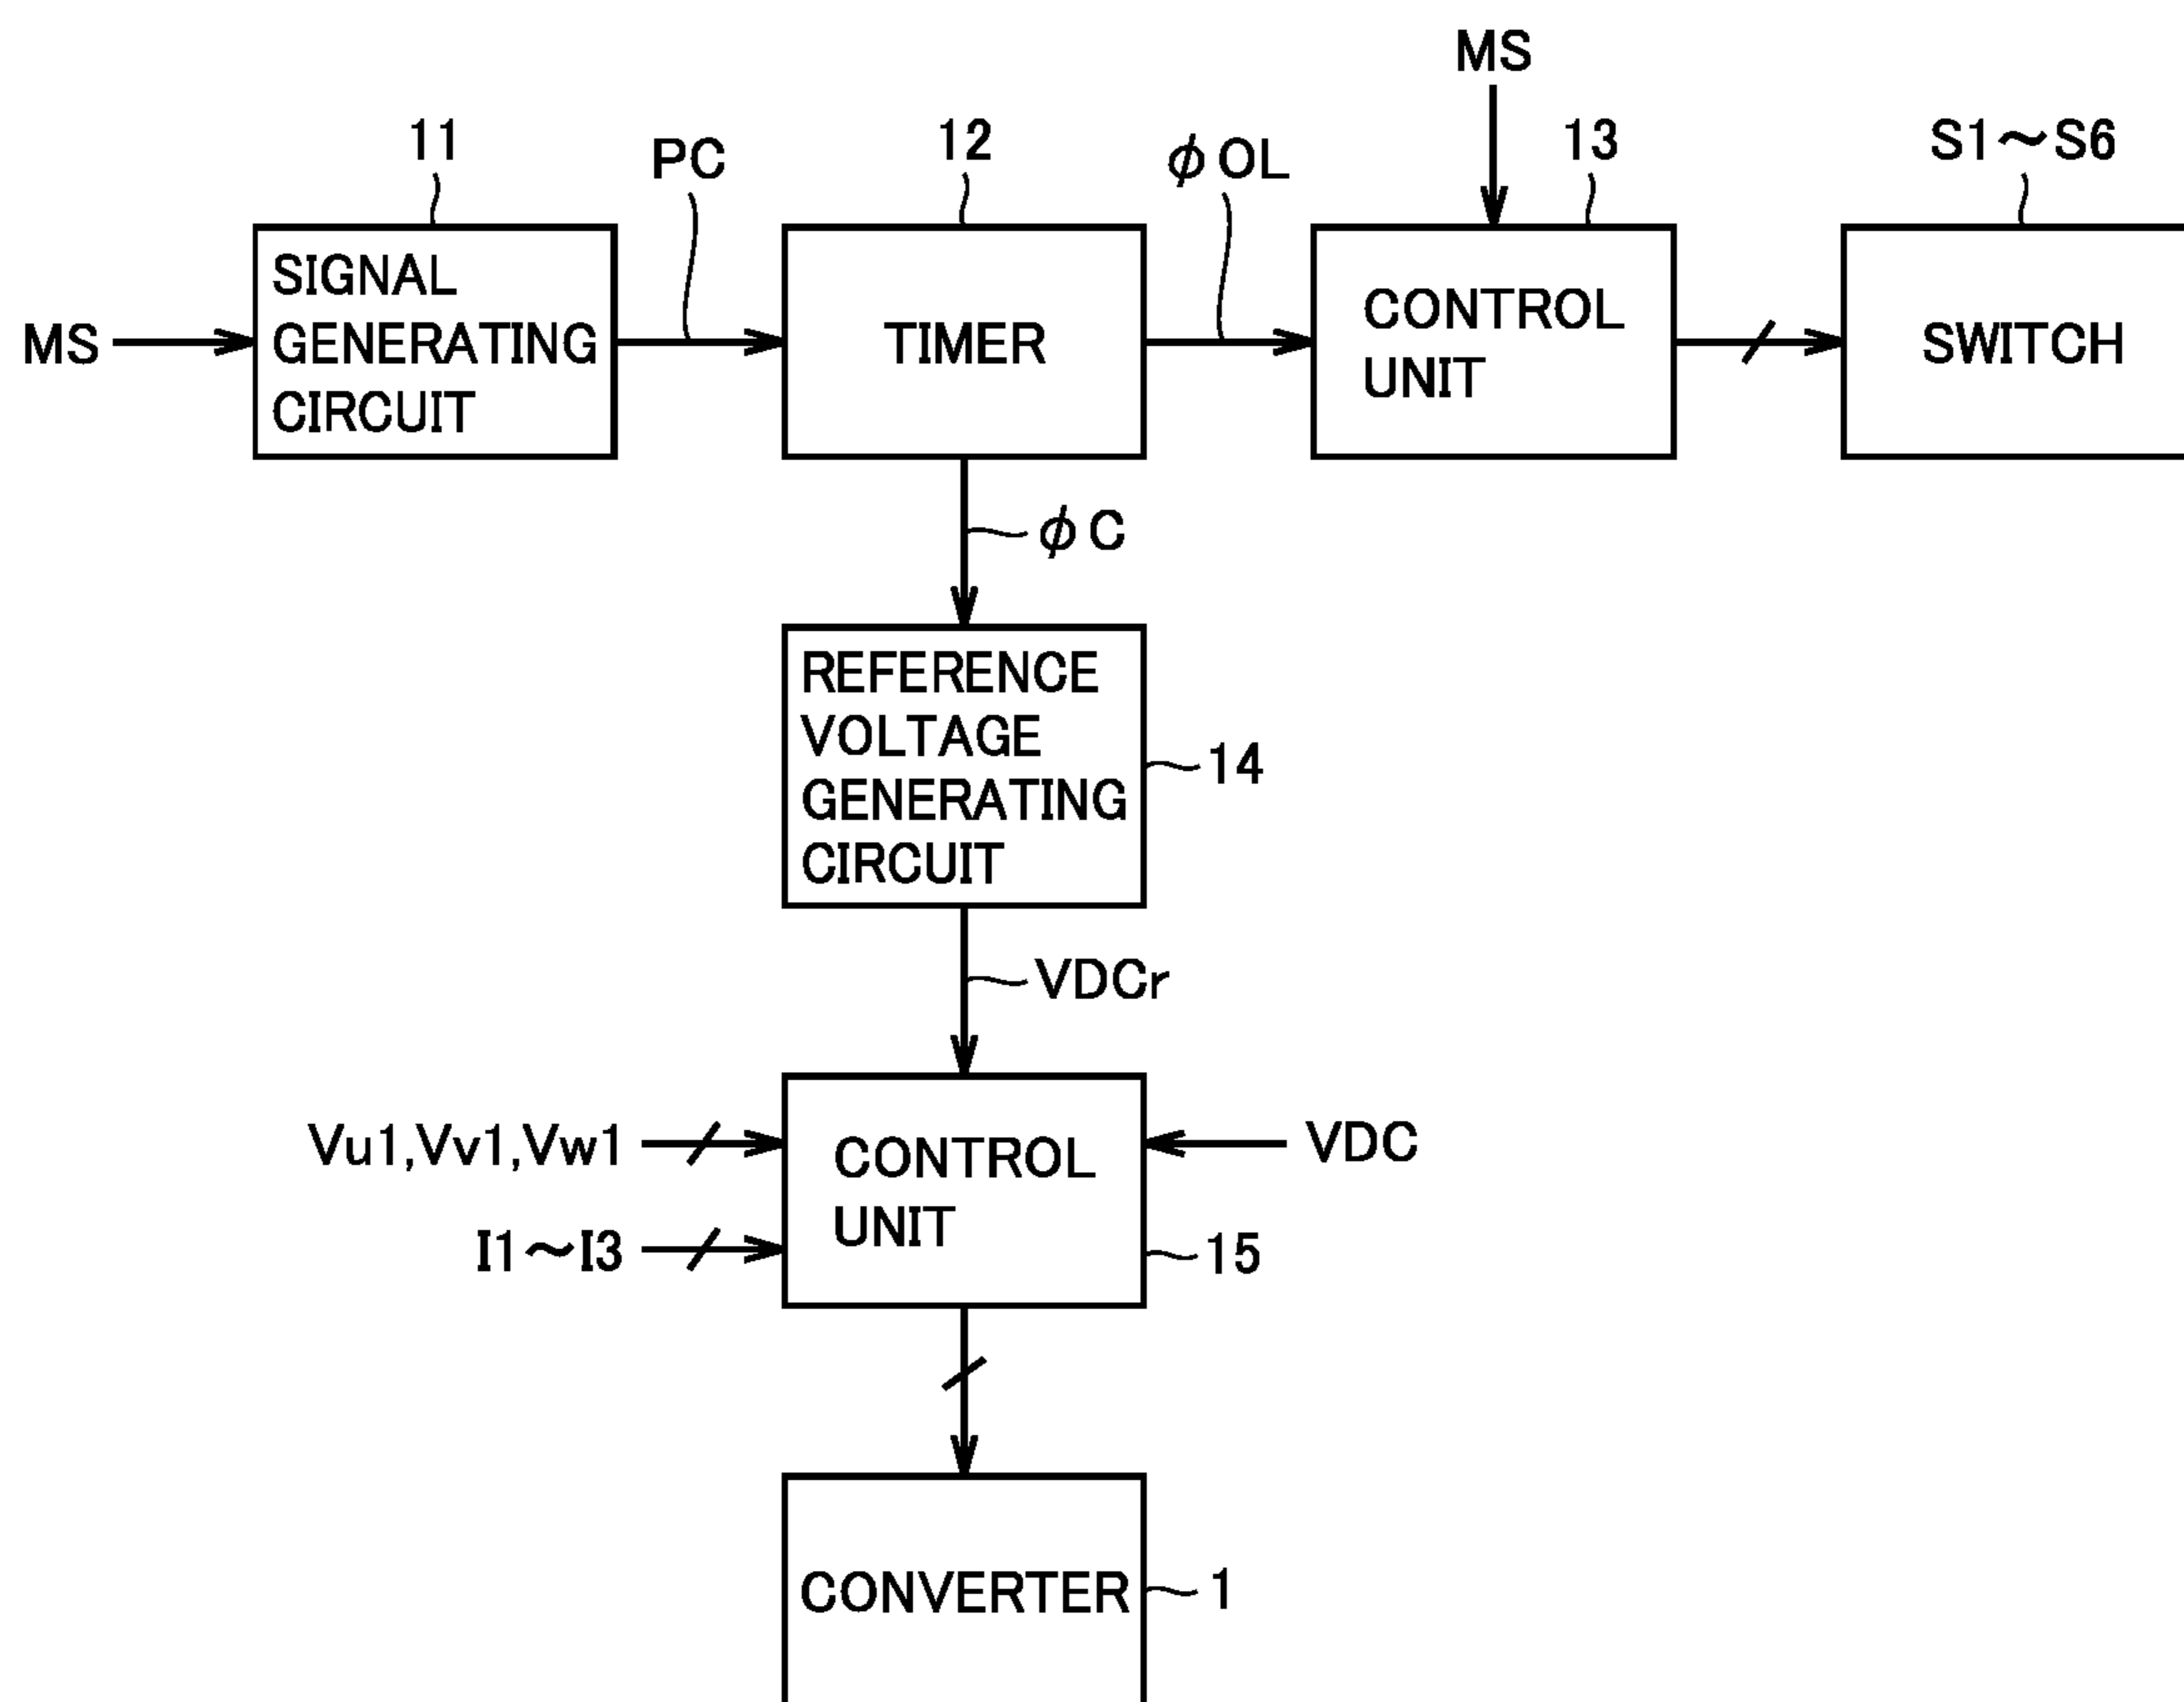 MS
11
PC
12
φOL
13
S1～S6
MS
SIGNAL
GENERATING
CIRCUIT
TIMER
CONTROL
UNIT
SWITCH
φC
REFERENCE
VOLTAGE
GENERATING
CIRCUIT
14
VDCr
Vu1,Vv1,Vw1
I1～I3
CONTROL
UNIT
VDC
15
CONVERTER
1